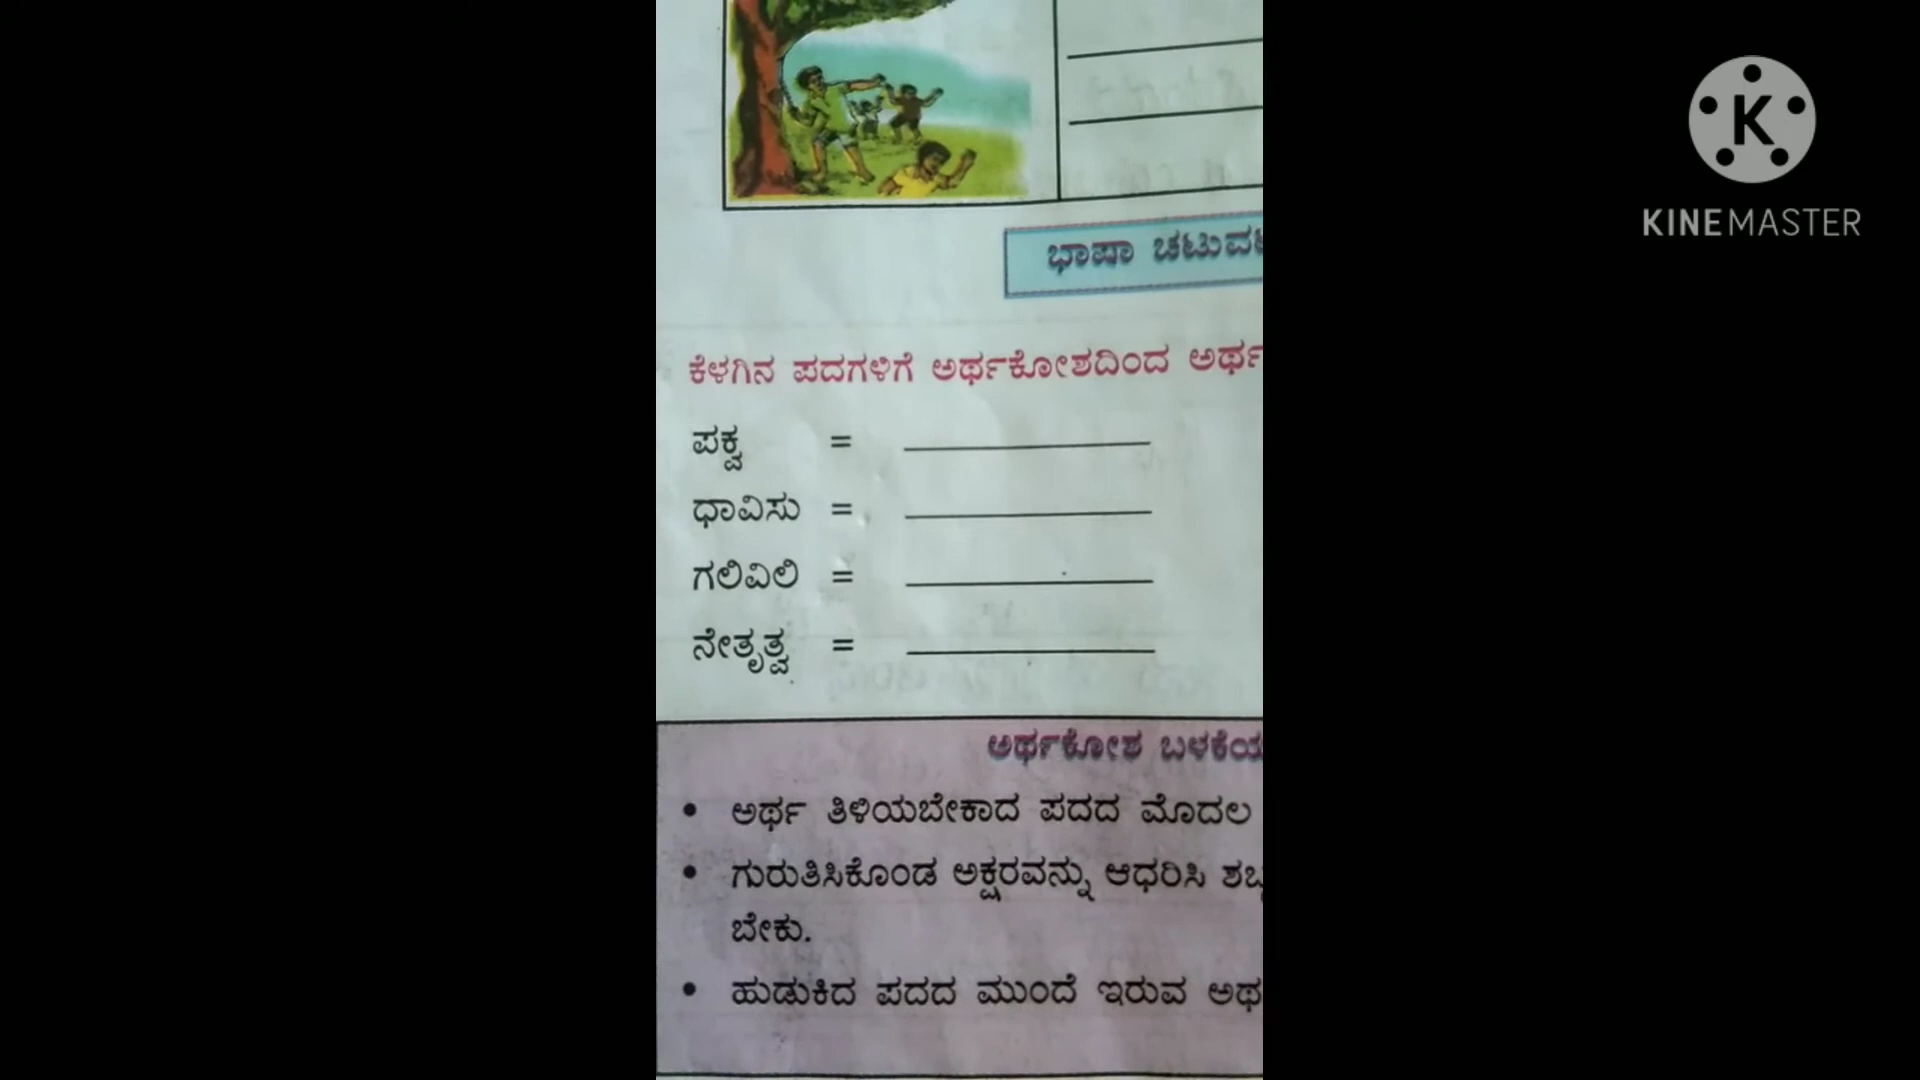 KINEMASTER
ಭಾಷಾ
ಕೆಳಗಿನ ಪದಗಳಿಗೆ ಅರ್ಥಕೋಶದಿಂದ ಅರ್ಥ
ಪಕ್ವ =
ಧಾವಿಸು =
ಗಲಿವಿಲಿ =
ನೇತೃತ್ವ =
ಅರ್ಥಕೋಶ ಬಳಕೆಯ
• ಅರ್ಥ ತಿಳಿಯಬೇಕಾದ ಪದದ ಮೊದಲ
• ಗುರುತಿಸಿಕೊಂಡ ಅಕ್ಷರವನ್ನು ಆಧರಿಸಿ
ಬೇಕು.
• ಹುಡುಕಿದ ಪದದ ಮುಂದೆ ಇರುವ